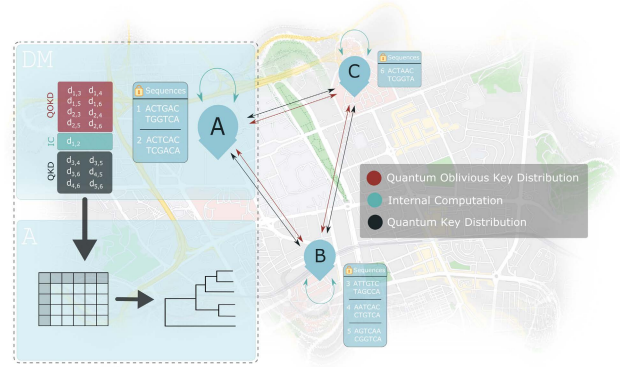 DM
QOKD
d1,3 d1,4
d1,5 d1,6
d2,3 d2,4
d2,5 d2,6
IC
d1,2
QKD
d3,4 d3,5
d3,6 d4,5
d4,6 d5,6
Sequences
1 ACTGAC
TGGTCA
2 ACTCAC
TCGACA
A
C
Sequences
6 ACTAAC
TCGGTA
Quantum Oblivious Key Distribution
Internal Computation
Quantum Key Distribution
B
Sequences
3 ATTGTC
TAGCCA
4 AATCAC
CTGTCA
5 AGTCAA
CGGTCA
A